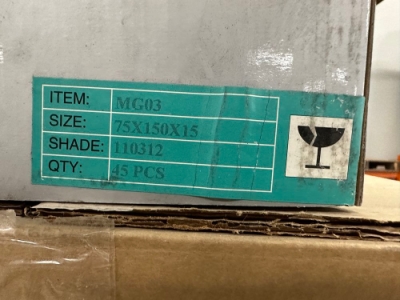 ITEM: MG03
SIZE: 75X150X15
SHADE: 110312
QTY: 45 PCS